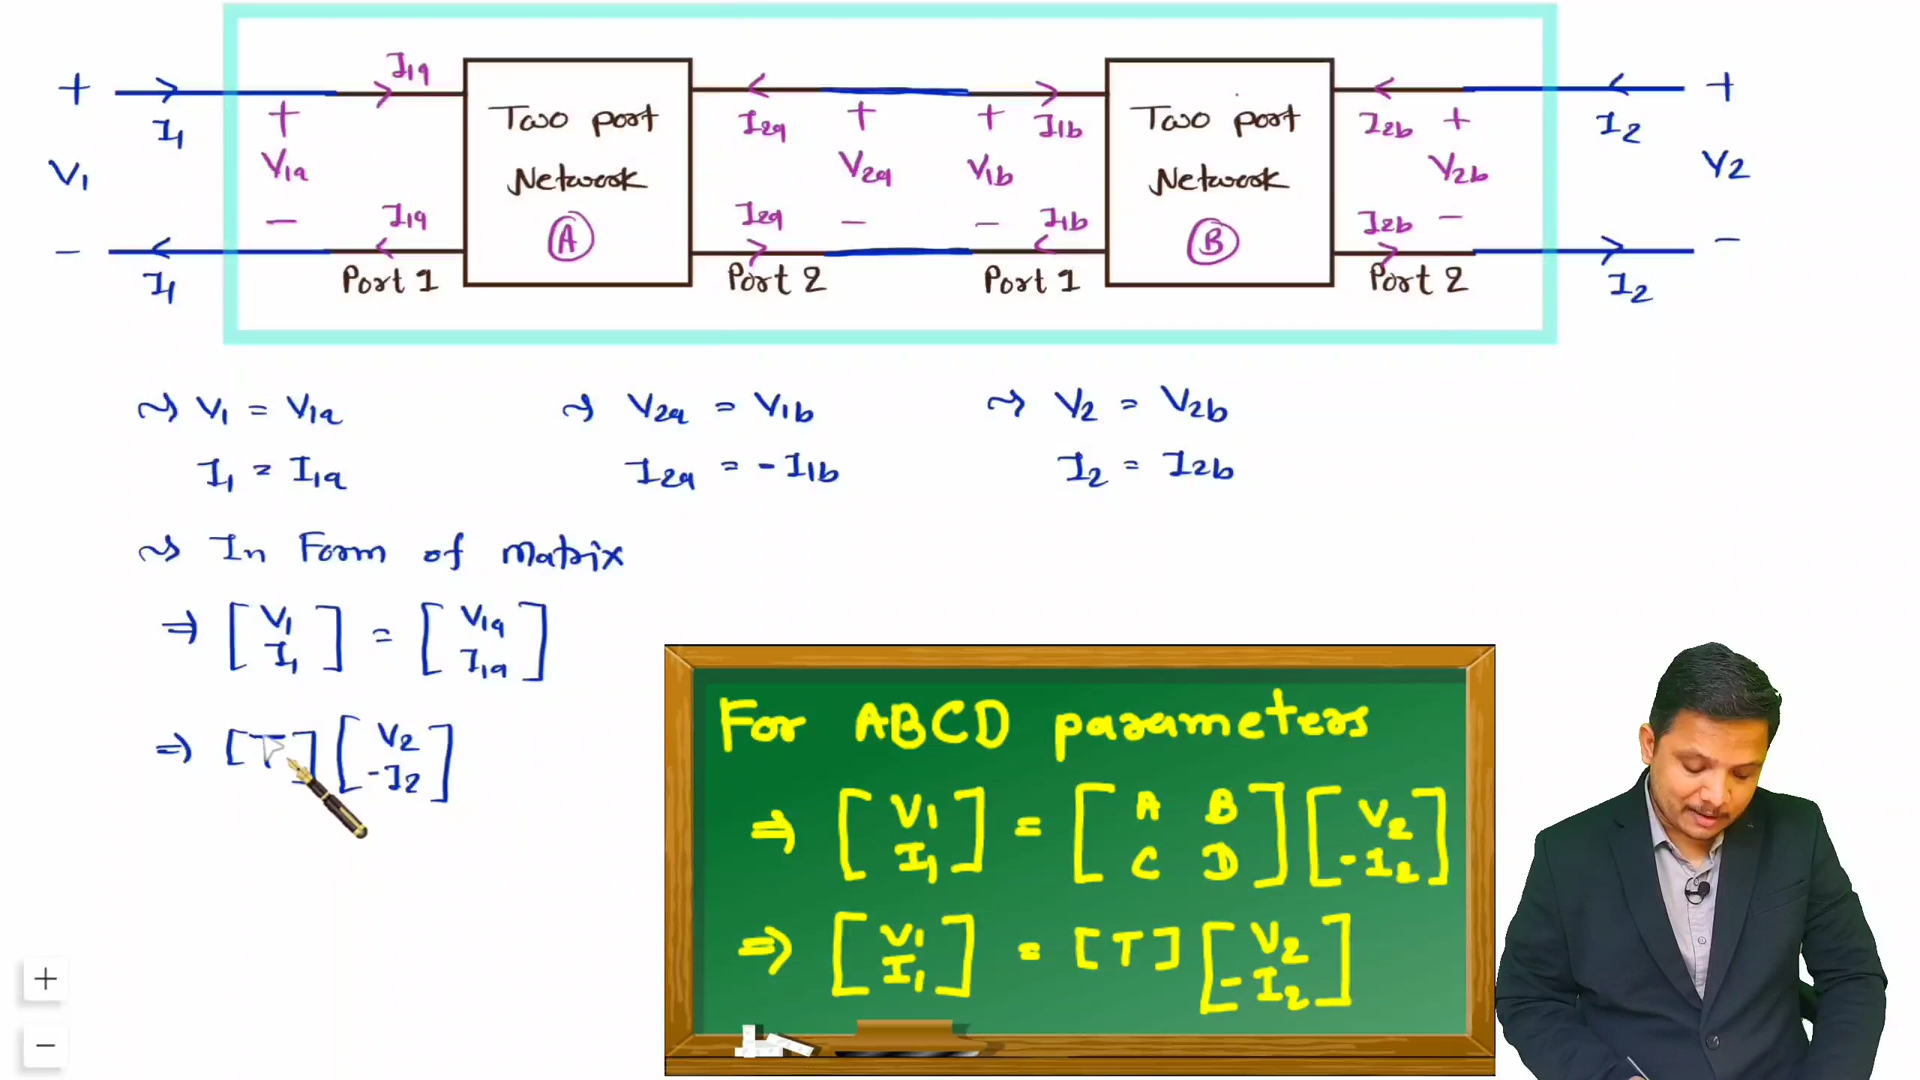 + I1 I1a + V1a - I1a Port 1 I1 - V1
Two port Network A
I2a + V2a - I2a Port 2
+ V1b - I1b I1b Port 1
Two port Network B
I2b + V2b - I2b Port 2
I2 + V2 - I2
~> V1 = V1a ~> V2a = V1b ~> V2 = V2b
I1 = I1a I2a = -I1b I2 = I2b
~> In Form of matrix
⇒ [V1 I1] = [V1a I1a]
⇒ [T] [V2 -I2]
For ABCD parameters
⇒ [V1 I1] = [A B C D] [V2 -I2]
⇒ [V1 I1] = [T] [V2 -I2]
+
−